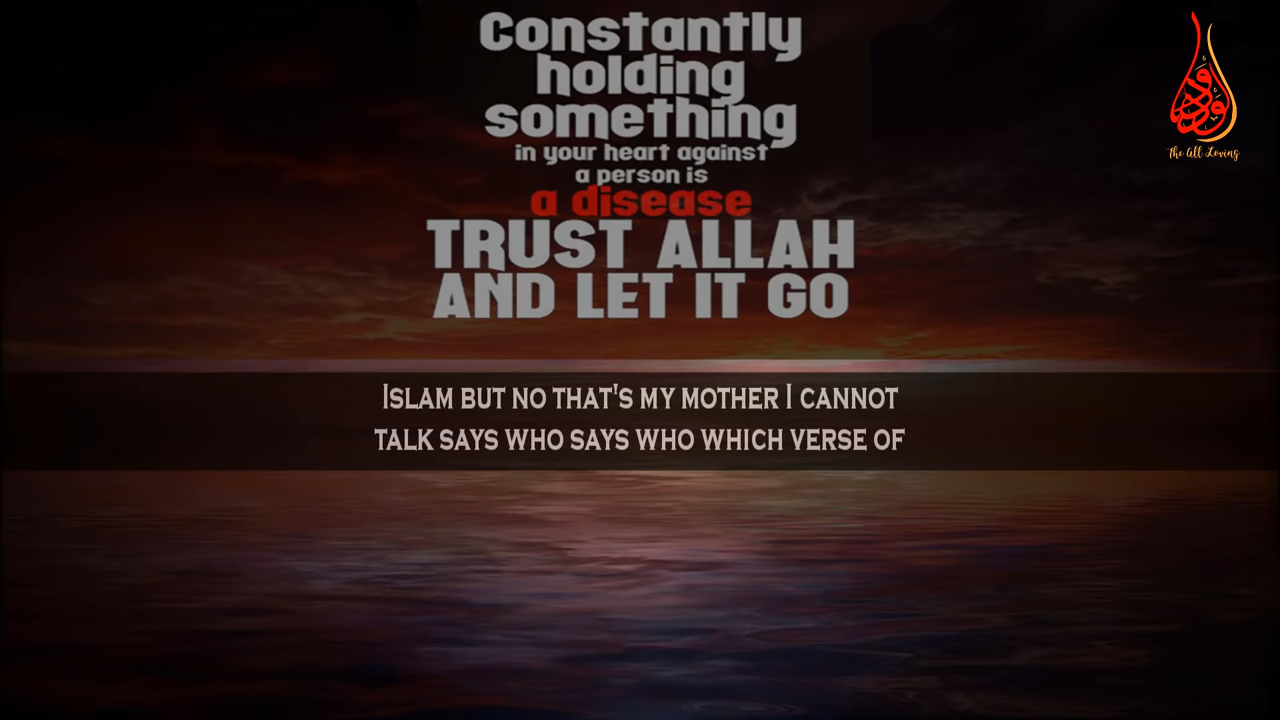 Constantly
holding
something
in your heart against
a person is
a disease
TRUST ALLAH
AND LET IT GO
The All Loving
ISLAM BUT NO THAT'S MY MOTHER I CANNOT
TALK SAYS WHO SAYS WHO WHICH VERSE OF